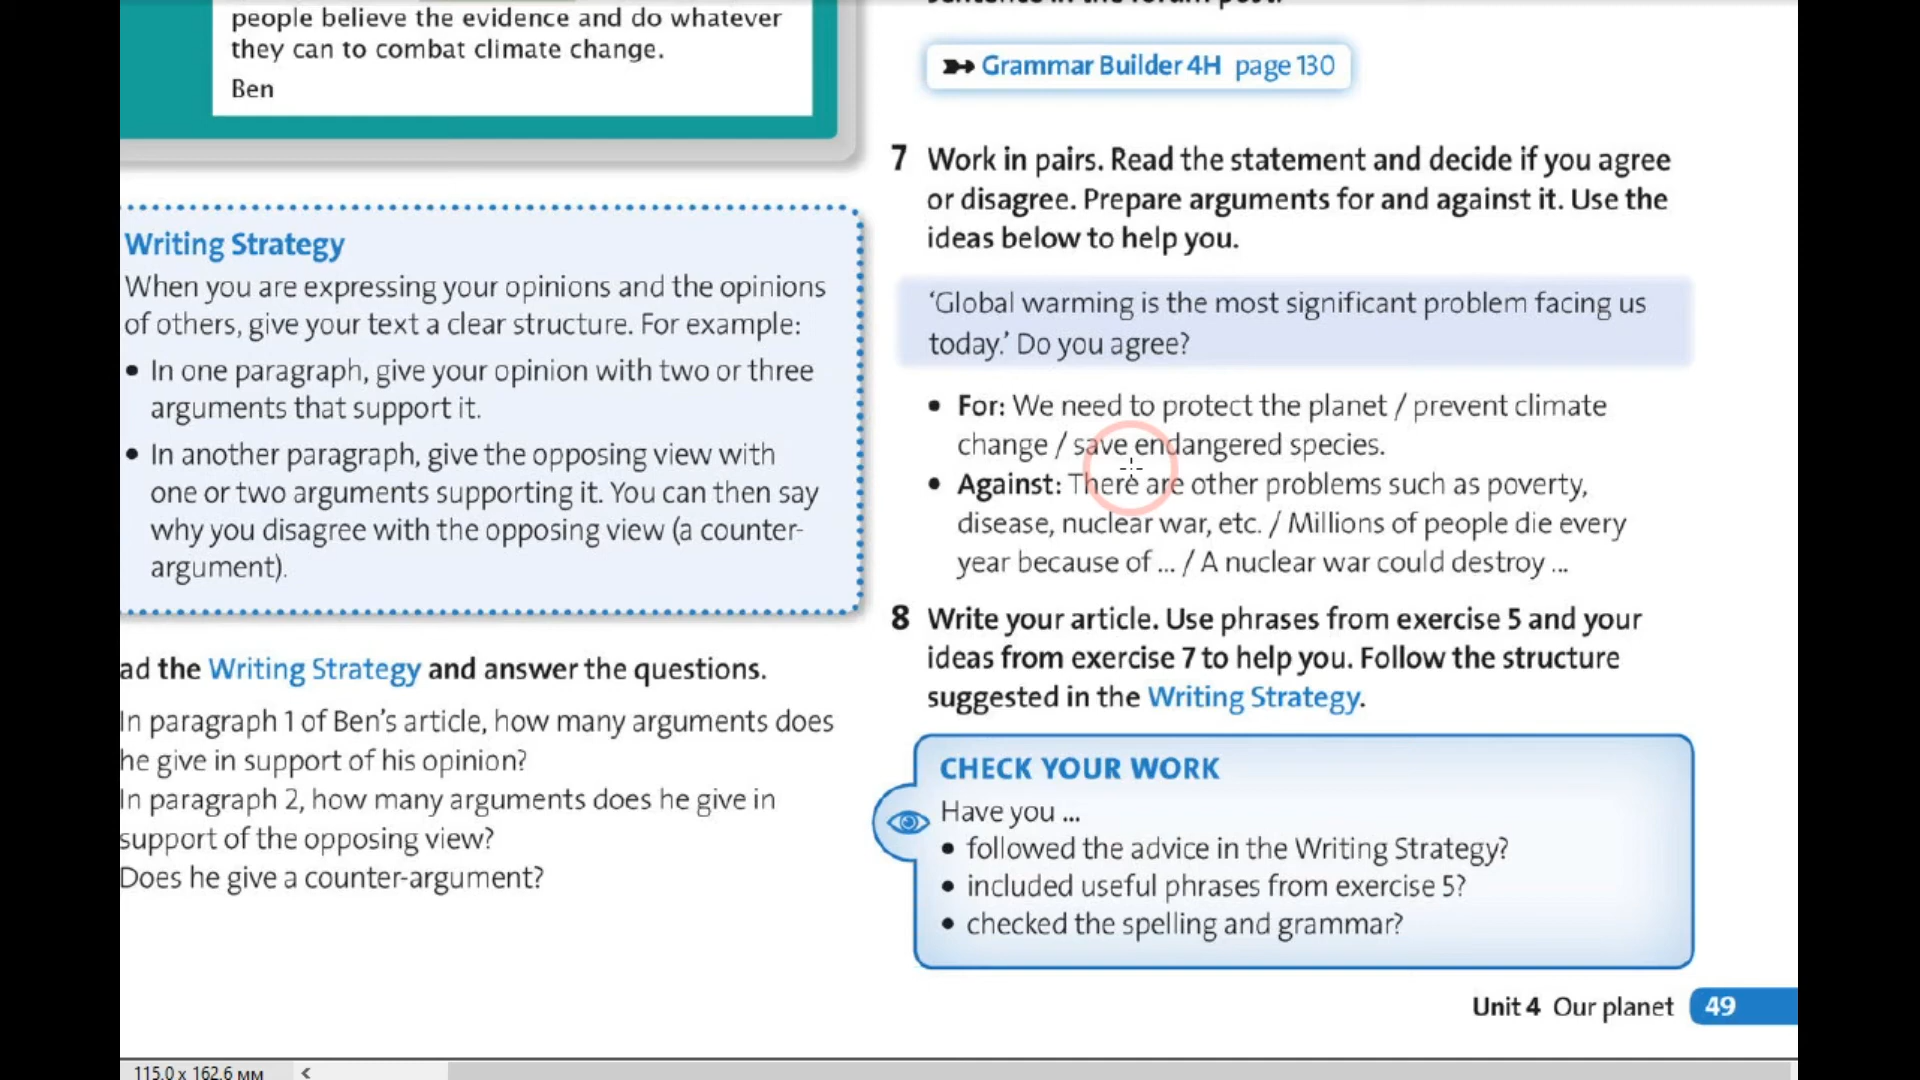 people believe the evidence and do whatever
they can to combat climate change.
Ben
Writing Strategy
When you are expressing your opinions and the opinions
of others, give your text a clear structure. For example:
• In one paragraph, give your opinion with two or three
arguments that support it.
• In another paragraph, give the opposing view with
one or two arguments supporting it. You can then say
why you disagree with the opposing view (a counter-
argument).
ad the Writing Strategy and answer the questions.
In paragraph 1 of Ben's article, how many arguments does
he give in support of his opinion?
In paragraph 2, how many arguments does he give in
support of the opposing view?
Does he give a counter-argument?
sentence in the forum post.
Grammar Builder 4H page 130
7 Work in pairs. Read the statement and decide if you agree
or disagree. Prepare arguments for and against it. Use the
ideas below to help you.
'Global warming is the most significant problem facing us
today.' Do you agree?
• For: We need to protect the planet / prevent climate
change / save endangered species.
• Against: There are other problems such as poverty,
disease, nuclear war, etc. / Millions of people die every
year because of ... / A nuclear war could destroy ...
8 Write your article. Use phrases from exercise 5 and your
ideas from exercise 7 to help you. Follow the structure
suggested in the Writing Strategy.
CHECK YOUR WORK
Have you ...
• followed the advice in the Writing Strategy?
• included useful phrases from exercise 5?
• checked the spelling and grammar?
Unit 4 Our planet 49
115,0 x 162,6 мм